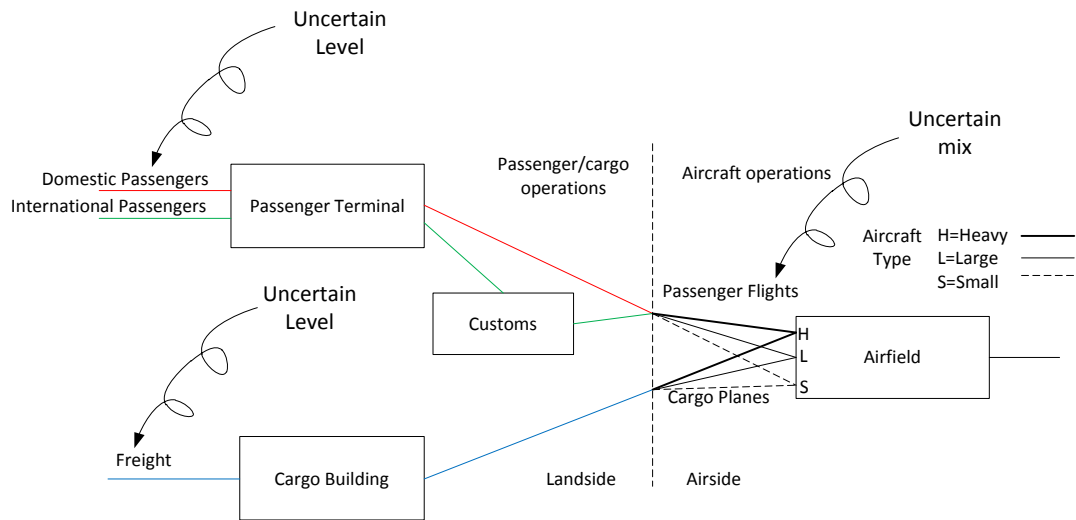 Uncertain
Level
Uncertain
mix
Domestic Passengers
International Passengers
Passenger Terminal
Passenger/cargo
operations
Aircraft operations
Aircraft
Type
H=Heavy
L=Large
S=Small
Uncertain
Level
Customs
Passenger Flights
H
L
S
Airfield
Cargo Planes
Freight
Cargo Building
Landside
Airside